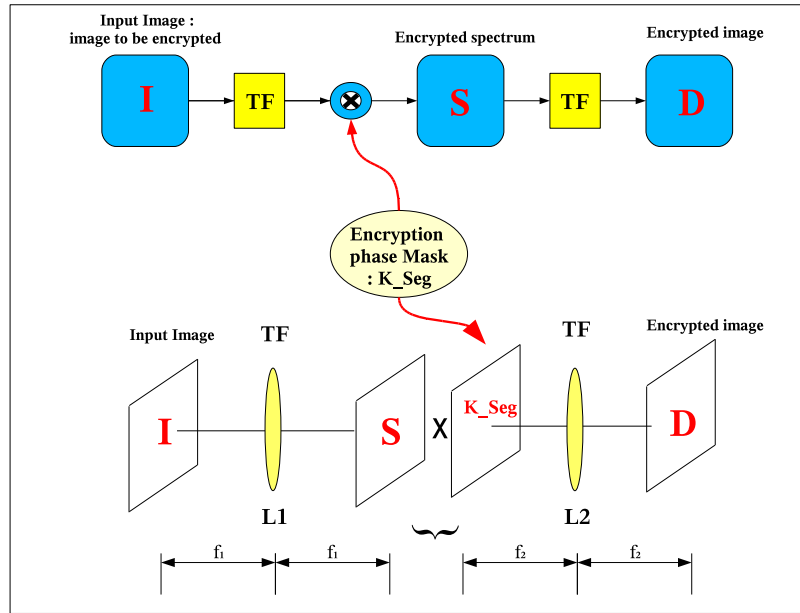 Input Image :
image to be encrypted
Encrypted spectrum
Encrypted image
I
TF
S
TF
D
Encryption
phase Mask
: K_Seg
Input Image
TF
TF
Encrypted image
I
S
X
K_Seg
D
L1
L2
f₁
f₁
f₂
f₂